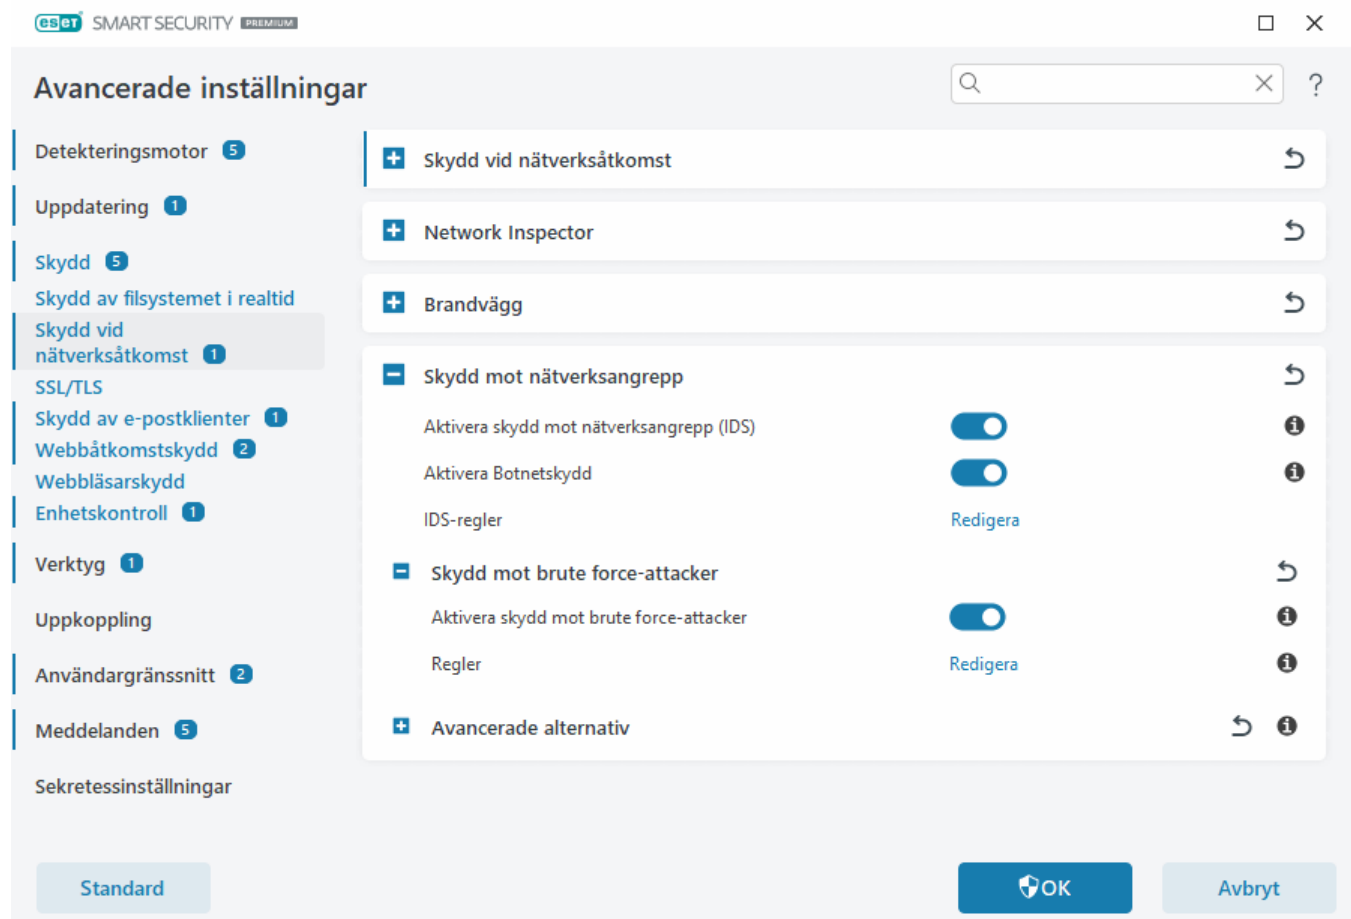 eset SMART SECURITY PREMIUM
Avancerade inställningar
?
Detekteringsmotor 5
Uppdatering 1
Skydd 5
Skydd av filsystemet i realtid
Skydd vid
nätverksåtkomst 1
SSL/TLS
Skydd av e-postklienter 1
Webbåtkomstskydd 2
Webbläsarskydd
Enhetskontroll 1
Verktyg 1
Uppkoppling
Användargränssnitt 2
Meddelanden 5
Sekretessinställningar
Skydd vid nätverksåtkomst
Network Inspector
Brandvägg
Skydd mot nätverksangrepp
Aktivera skydd mot nätverksangrepp (IDS)
Aktivera Botnetskydd
IDS-regler Redigera
Skydd mot brute force-attacker
Aktivera skydd mot brute force-attacker
Regler Redigera
Avancerade alternativ
Standard
OK
Avbryt